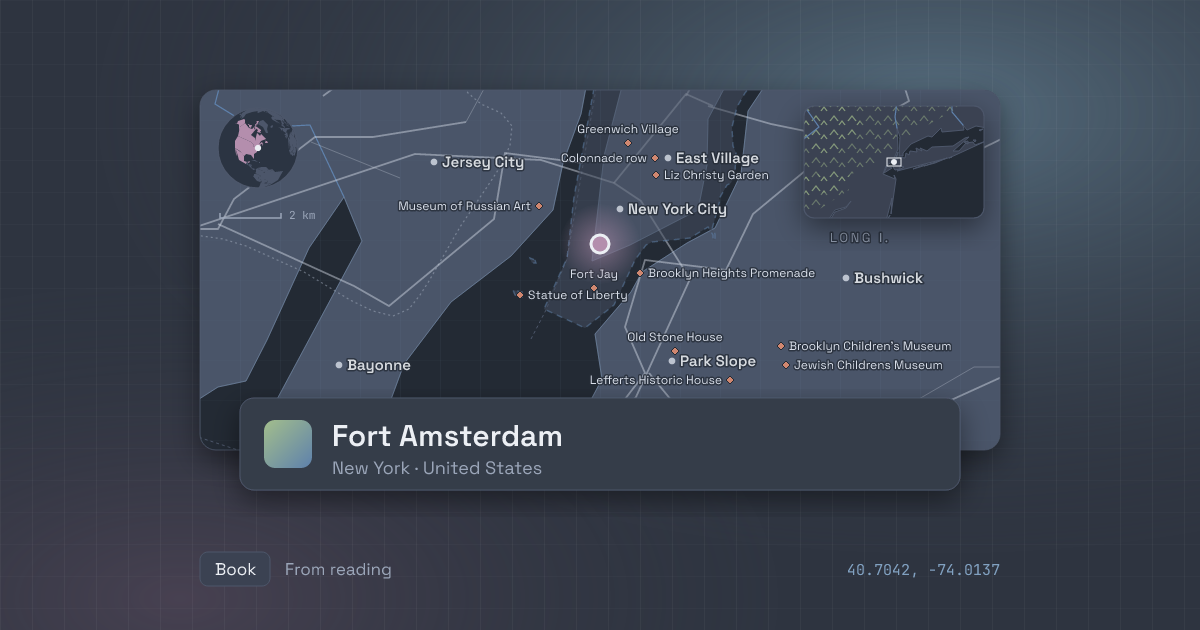 Greenwich Village
Colonnade row
East Village
Jersey City
Liz Christy Garden
Museum of Russian Art
New York City
2 km
LONG I.
Fort Jay
Brooklyn Heights Promenade
Bushwick
Statue of Liberty
Old Stone House
Brooklyn Children's Museum
Park Slope
Bayonne
Jewish Childrens Museum
Lefferts Historic House
Fort Amsterdam
New York · United States
Book
From reading
40.7042, -74.0137